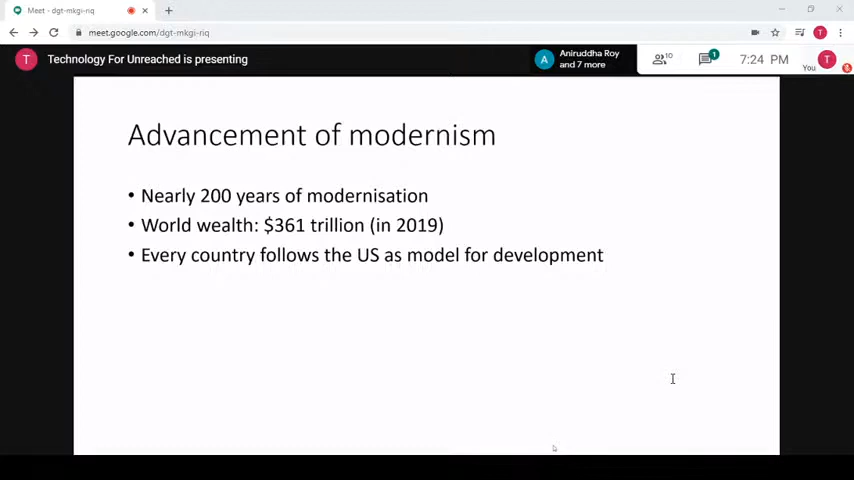 Meet - dgt-mkgi-riq
meet.google.com/dgt-mkgi-riq
T
T Technology For Unreached is presenting
A Aniruddha Roy
and 7 more
10
1
7:24 PM
You
T
Advancement of modernism
• Nearly 200 years of modernisation
• World wealth: $361 trillion (in 2019)
• Every country follows the US as model for development